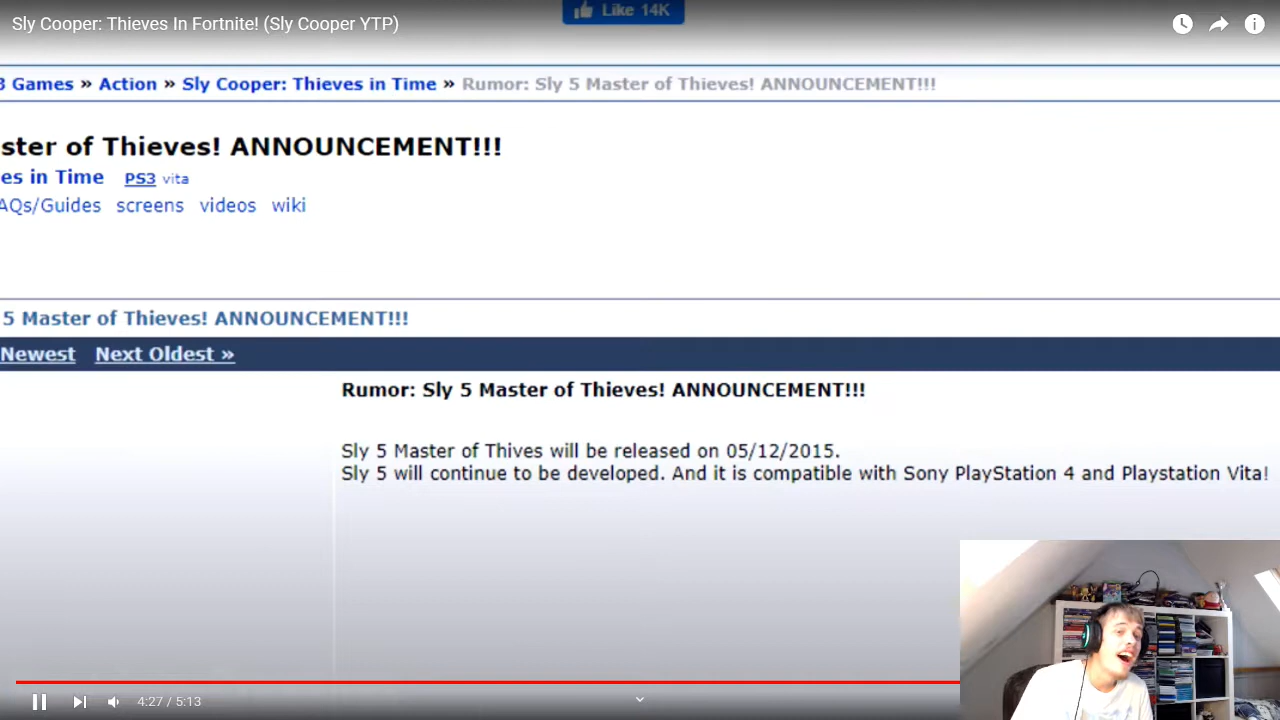 Sly Cooper: Thieves In Fortnite! (Sly Cooper YTP)
Like 14K
3 Games » Action » Sly Cooper: Thieves in Time » Rumor: Sly 5 Master of Thieves! ANNOUNCEMENT!!!
ster of Thieves! ANNOUNCEMENT!!!
es in Time PS3 vita
AQs/Guides screens videos wiki
5 Master of Thieves! ANNOUNCEMENT!!!
Newest Next Oldest »
Rumor: Sly 5 Master of Thieves! ANNOUNCEMENT!!!
Sly 5 Master of Thives will be released on 05/12/2015.
Sly 5 will continue to be developed. And it is compatible with Sony PlayStation 4 and Playstation Vita!
4:27 / 5:13